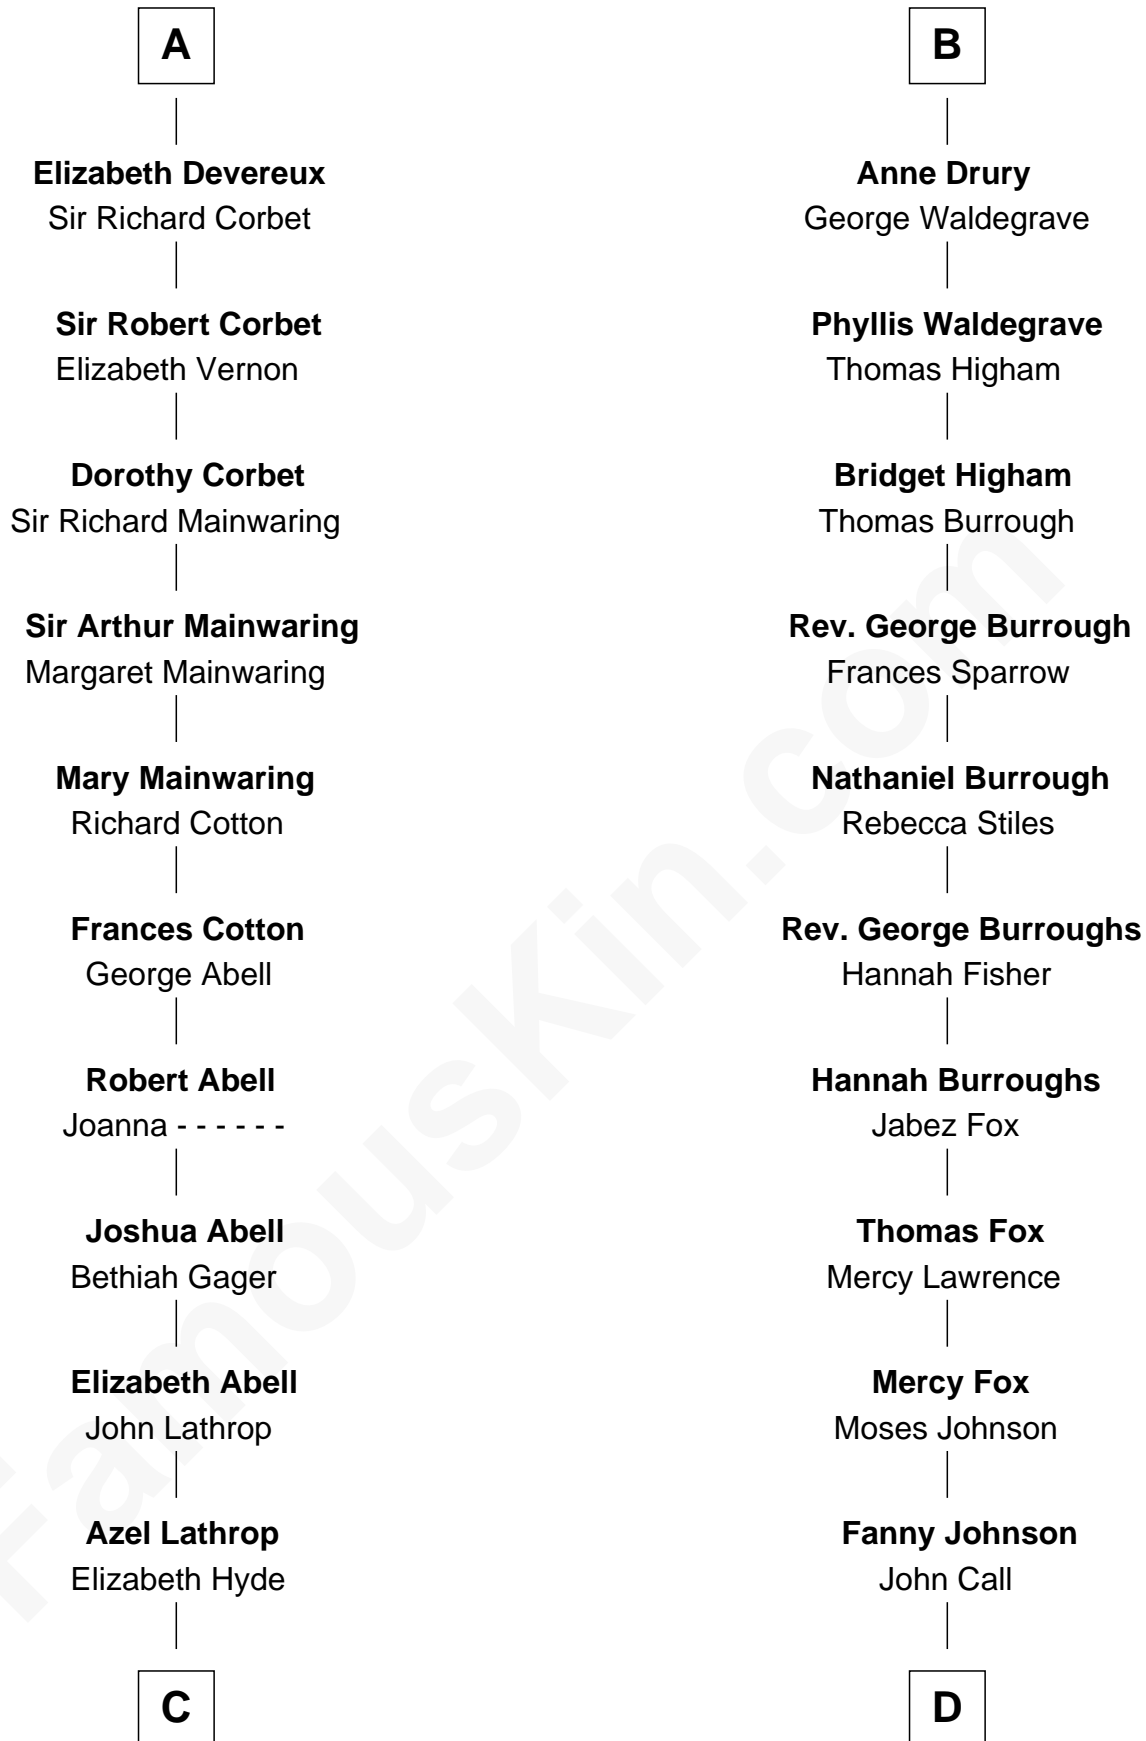 A
Elizabeth Devereux
Sir Richard Corbet
Sir Robert Corbet
Elizabeth Vernon
Dorothy Corbet
Sir Richard Mainwaring
Sir Arthur Mainwaring
Margaret Mainwaring
Mary Mainwaring
Richard Cotton
Frances Cotton
George Abell
Robert Abell
Joanna - - - - - -
Joshua Abell
Bethiah Gager
Elizabeth Abell
John Lathrop
Azel Lathrop
Elizabeth Hyde
C
B
Anne Drury
George Waldegrave
Phyllis Waldegrave
Thomas Higham
Bridget Higham
Thomas Burrough
Rev. George Burrough
Frances Sparrow
Nathaniel Burrough
Rebecca Stiles
Rev. George Burroughs
Hannah Fisher
Hannah Burroughs
Jabez Fox
Thomas Fox
Mercy Lawrence
Mercy Fox
Moses Johnson
Fanny Johnson
John Call
D
FamousKin.com